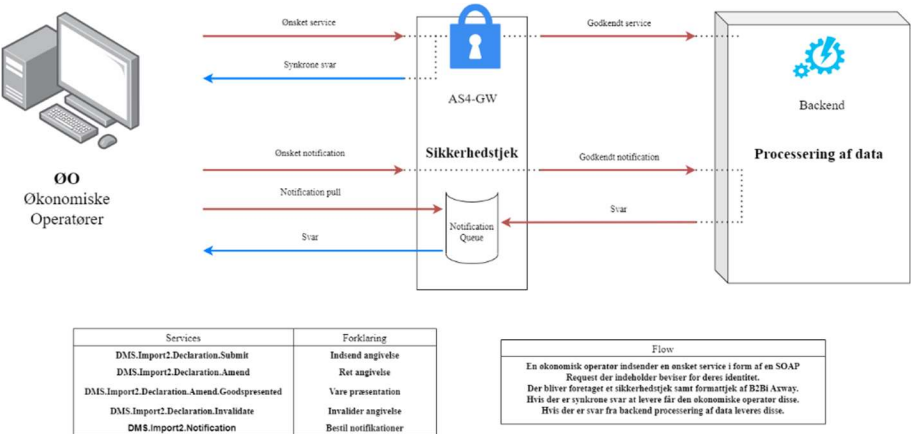 Ønsket service
Godkendt service
Synkrone svar
AS4-GW
Backend
Ønsket notification
Sikkerhedstjek
Godkendt notification
Processering af data
ØO
Økonomiske
Operatører
Notification pull
Svar
Notification
Queue
Svar
Services
Forklaring
DMS.Import2.Declaration.Submit
Indsend angivelse
DMS.Import2.Declaration.Amend
Ret angivelse
DMS.Import2.Declaration.Amend.Goodspresented
Vare præsentation
DMS.Import2.Declaration.Invalidate
Invalider angivelse
DMS.Import2.Notification
Bestil notifikationer
Flow
En økonomisk operatør indsender en ønsket service i form af en SOAP
Request der indeholder beviser for deres identitet.
Der bliver foretaget et sikkerhedstjek samt formattjek af B2Bi Axway.
Hvis der er synkrone svar at levere får den økonomiske operatør disse.
Hvis der er svar fra backend processering af data leveres disse.